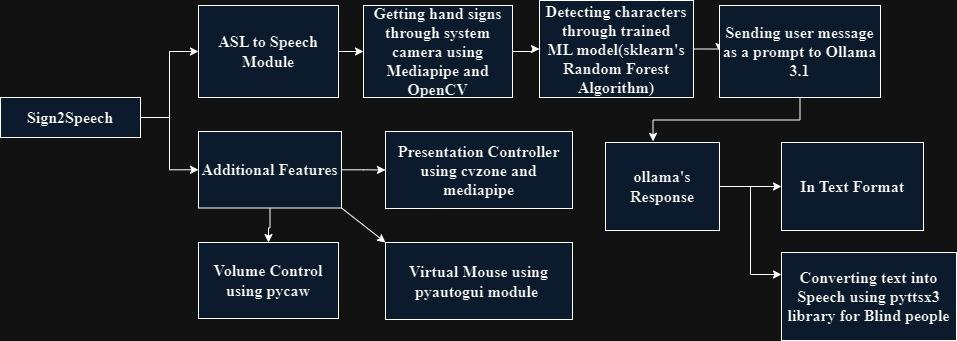 Sign2Speech
ASL to Speech
Module
Getting hand signs
through system
camera using
Mediapipe and
OpenCV
Detecting characters
through trained
ML model(sklearn's
Random Forest
Algorithm)
Sending user message
as a prompt to Ollama
3.1
Additional Features
Presentation Controller
using cvzone and
mediapipe
ollama's
Response
In Text Format
Volume Control
using pycaw
Virtual Mouse using
pyautogui module
Converting text into
Speech using pyttsx3
library for Blind people